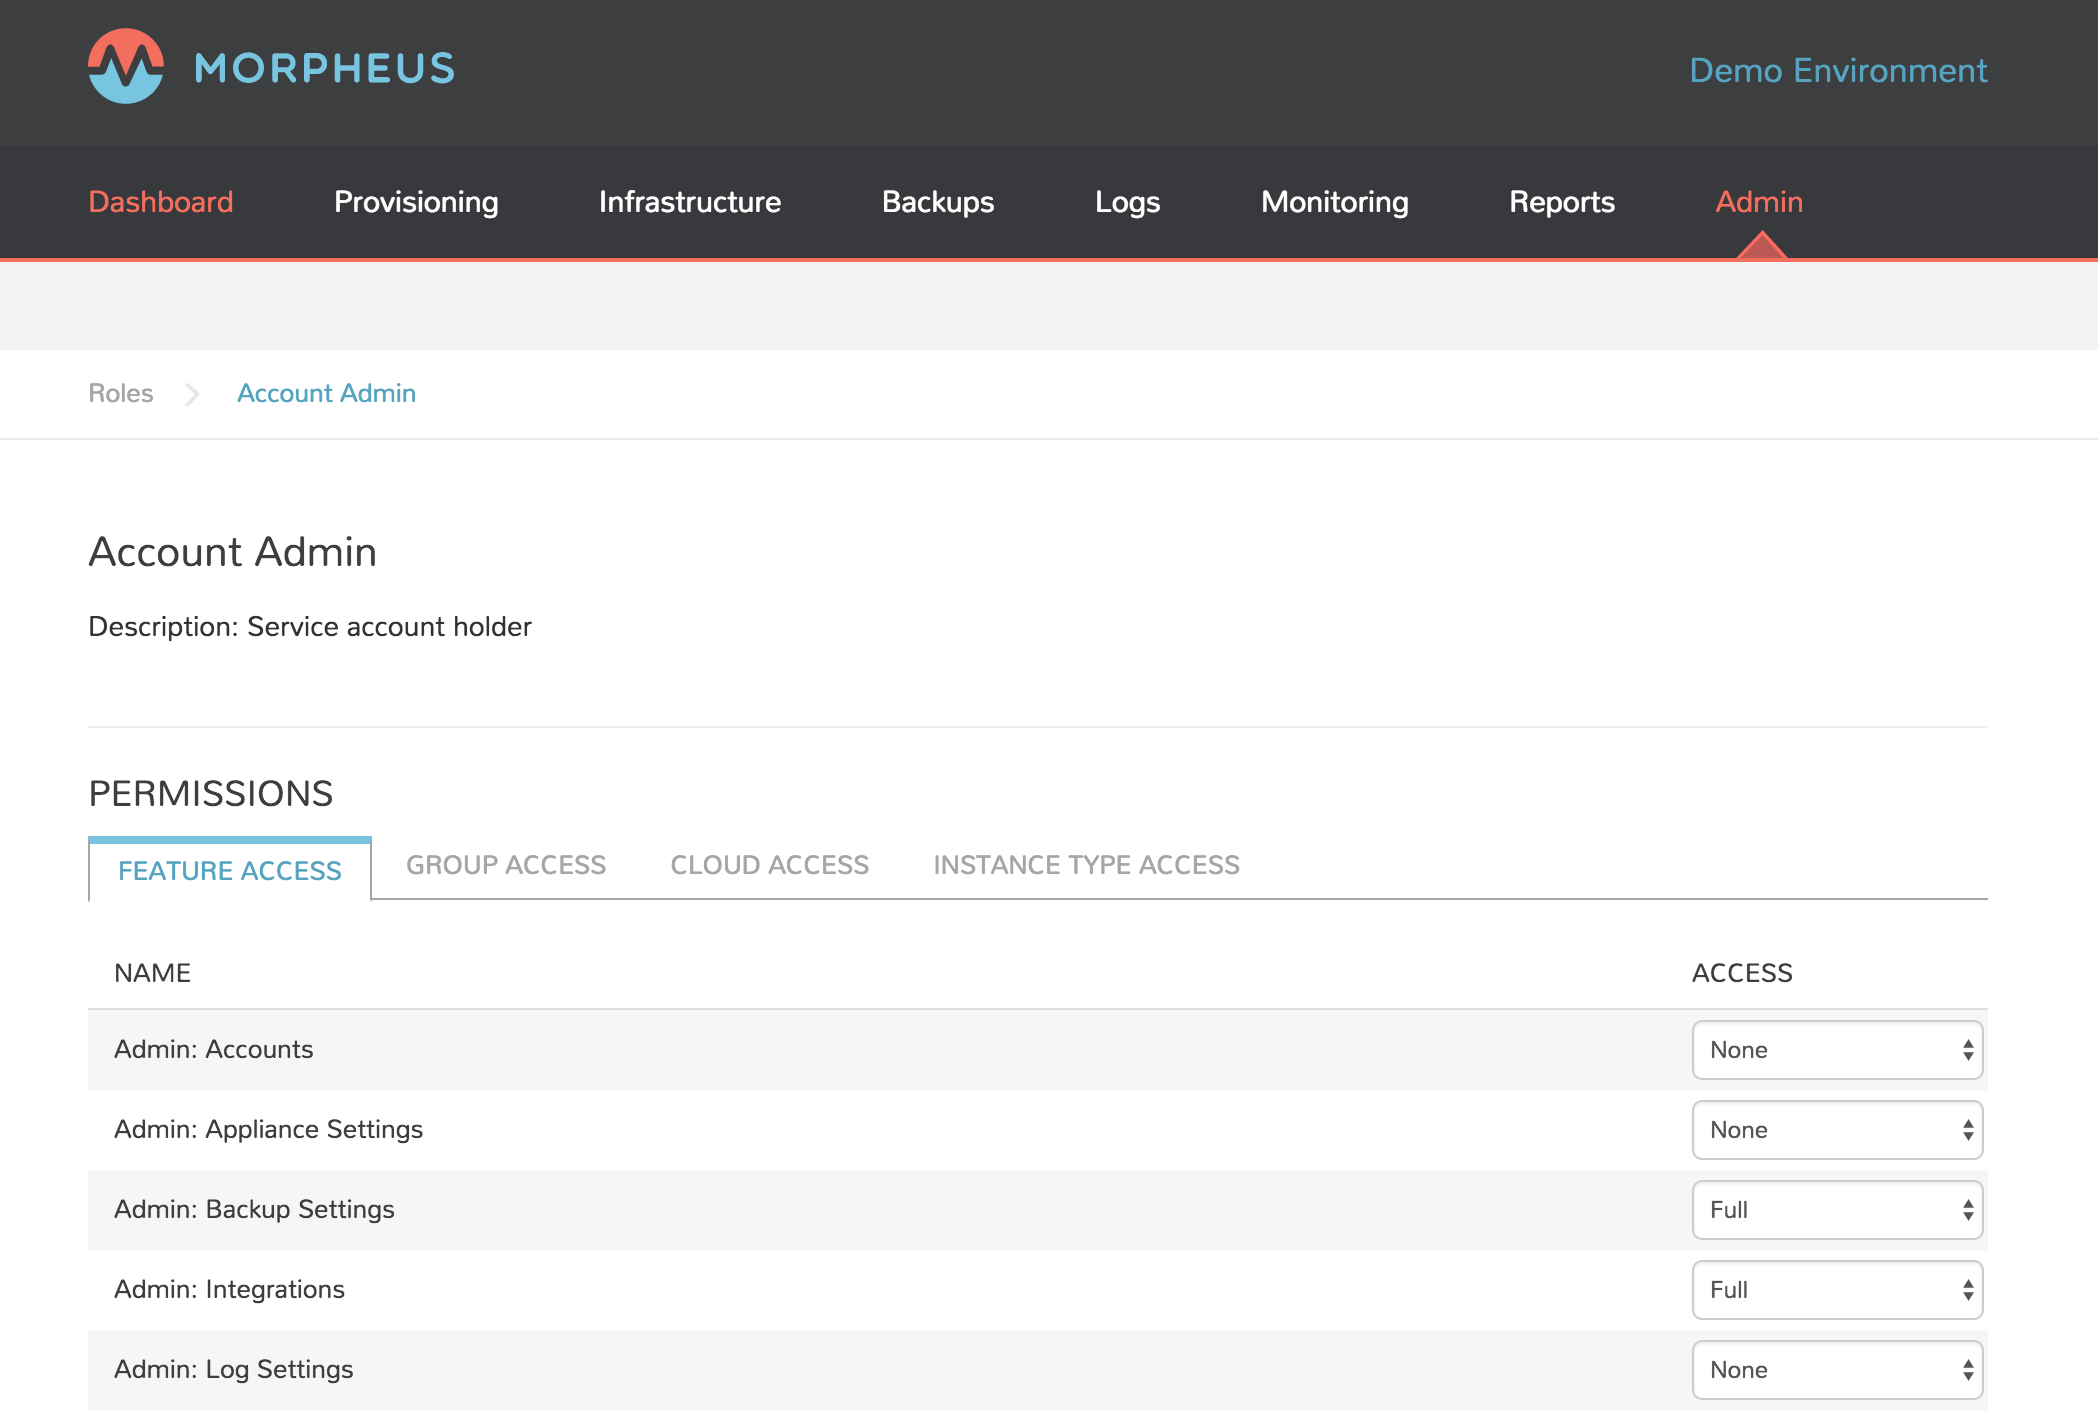 MORPHEUS
Demo Environment
Dashboard Provisioning Infrastructure Backups Logs Monitoring Reports Admin
Roles Account Admin
Account Admin
Description: Service account holder
PERMISSIONS
FEATURE ACCESS GROUP ACCESS CLOUD ACCESS INSTANCE TYPE ACCESS
NAME ACCESS
Admin: Accounts None
Admin: Appliance Settings None
Admin: Backup Settings Full
Admin: Integrations Full
Admin: Log Settings None